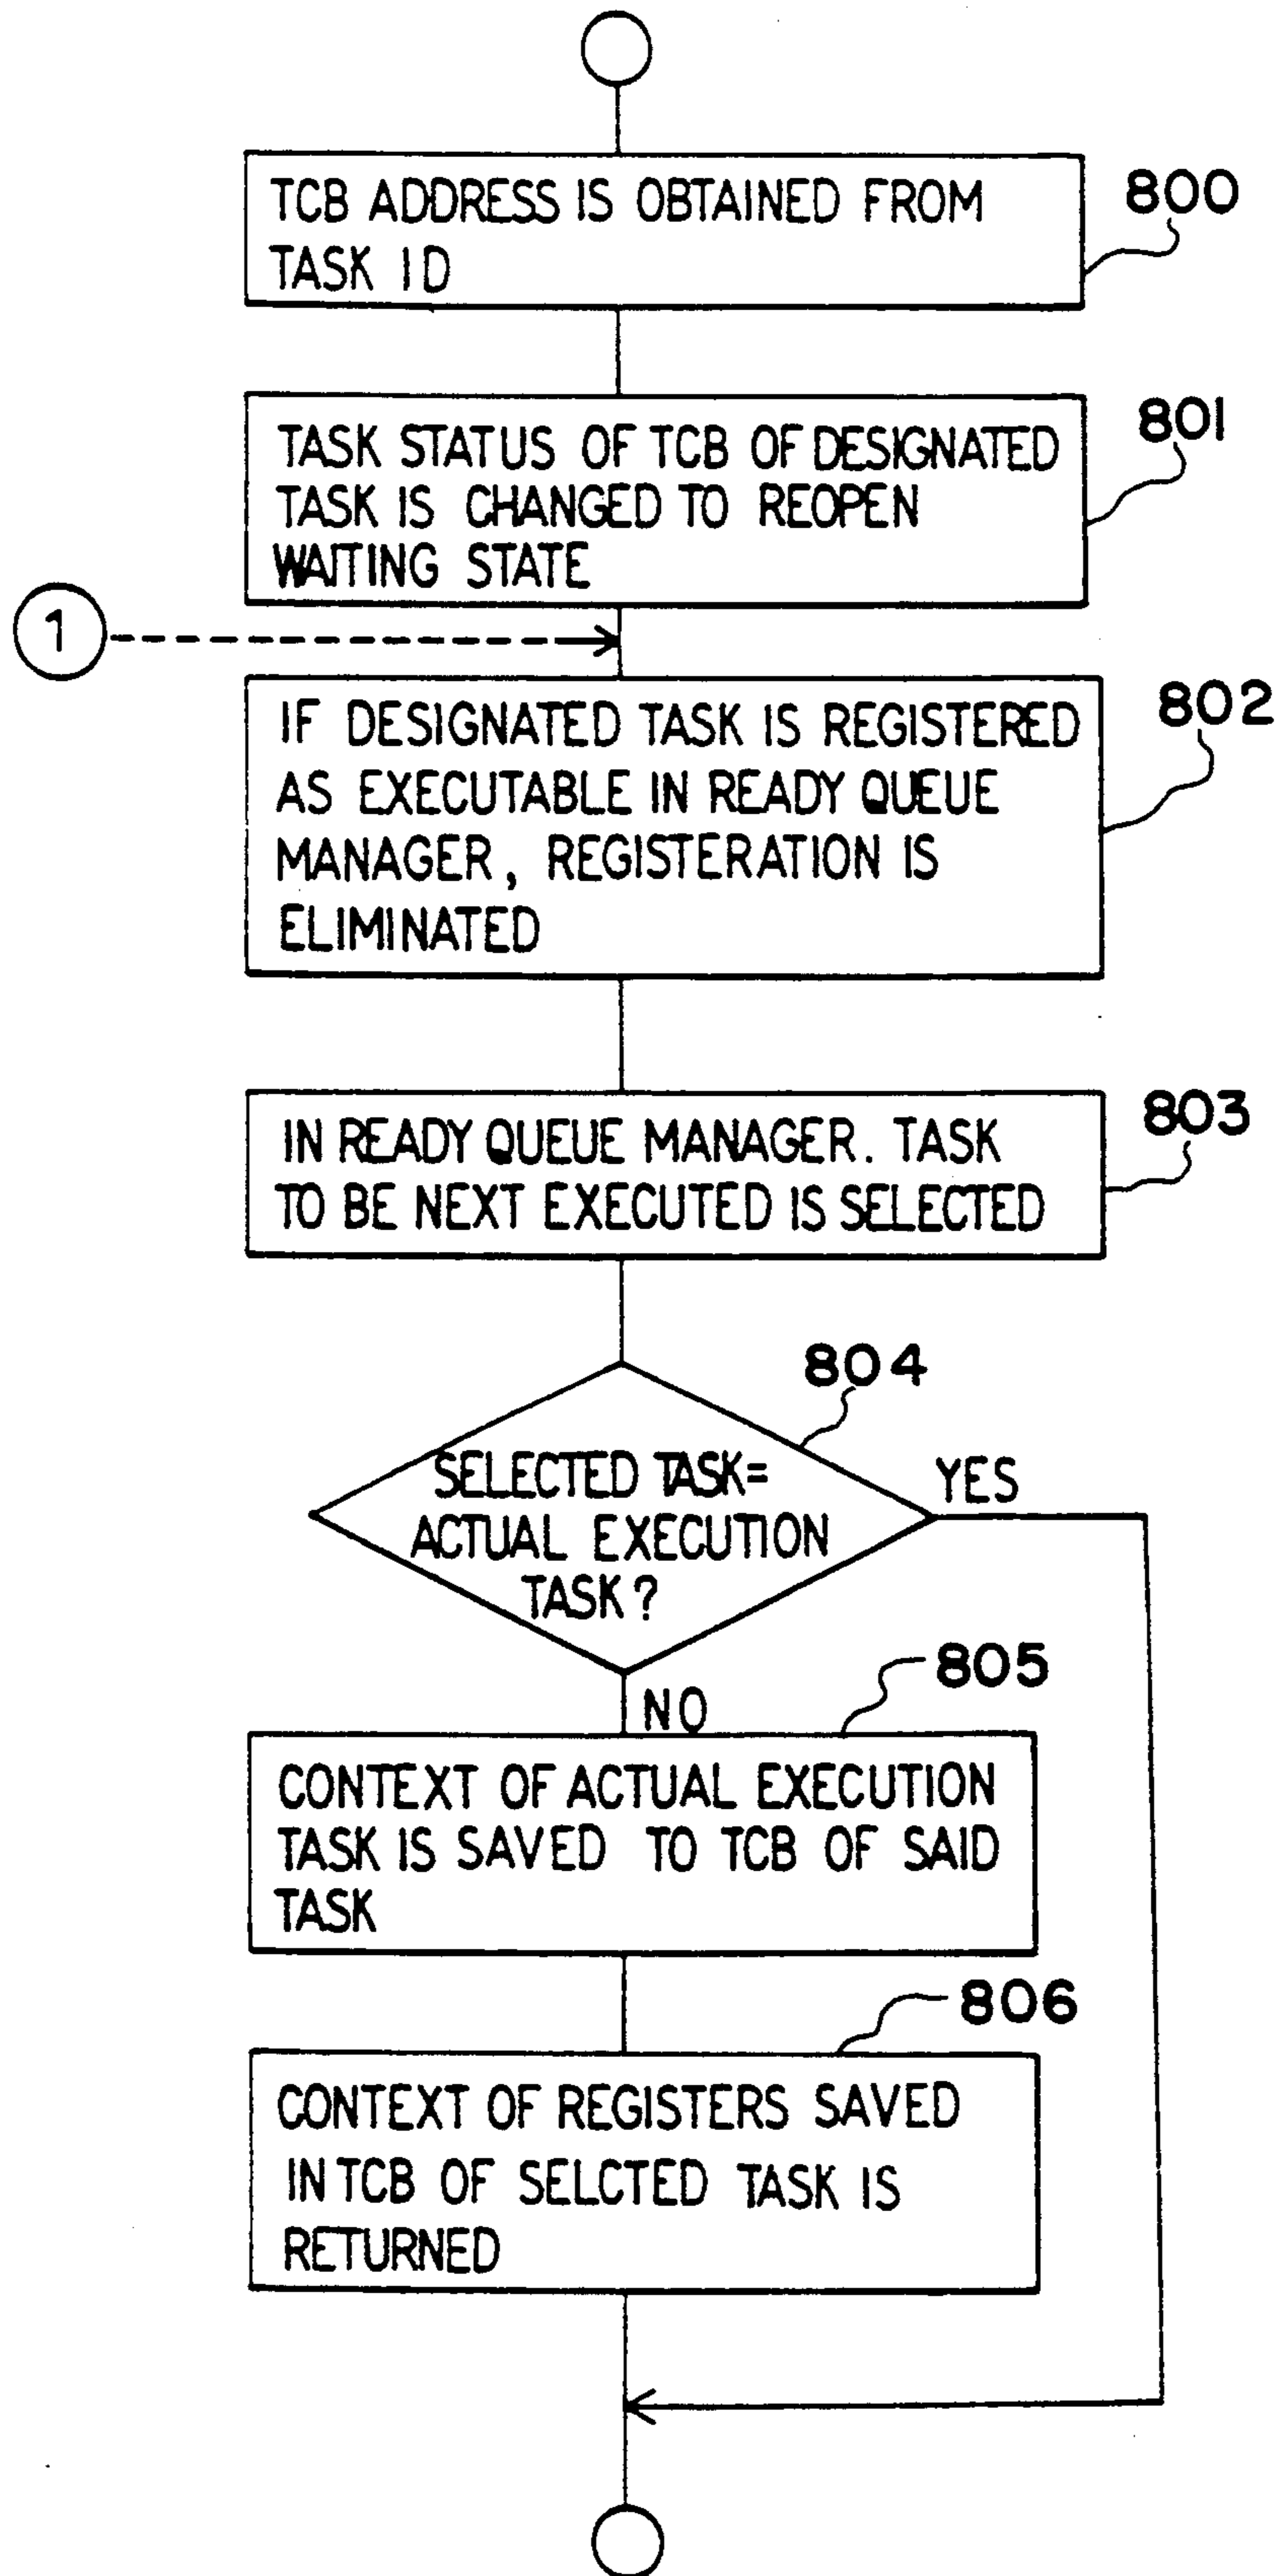 TCB ADDRESS IS OBTAINED FROM
TASK ID
800
TASK STATUS OF TCB OF DESIGNATED
TASK IS CHANGED TO REOPEN
WAITING STATE
801
1
IF DESIGNATED TASK IS REGISTERED
AS EXECUTABLE IN READY QUEUE
MANAGER, REGISTERATION IS
ELIMINATED
802
IN READY QUEUE MANAGER. TASK
TO BE NEXT EXECUTED IS SELECTED
803
804
SELECTED TASK=
ACTUAL EXECUTION
TASK?
YES
NO
805
CONTEXT OF ACTUAL EXECUTION
TASK IS SAVED TO TCB OF SAID
TASK
806
CONTEXT OF REGISTERS SAVED
IN TCB OF SELCTED TASK IS
RETURNED